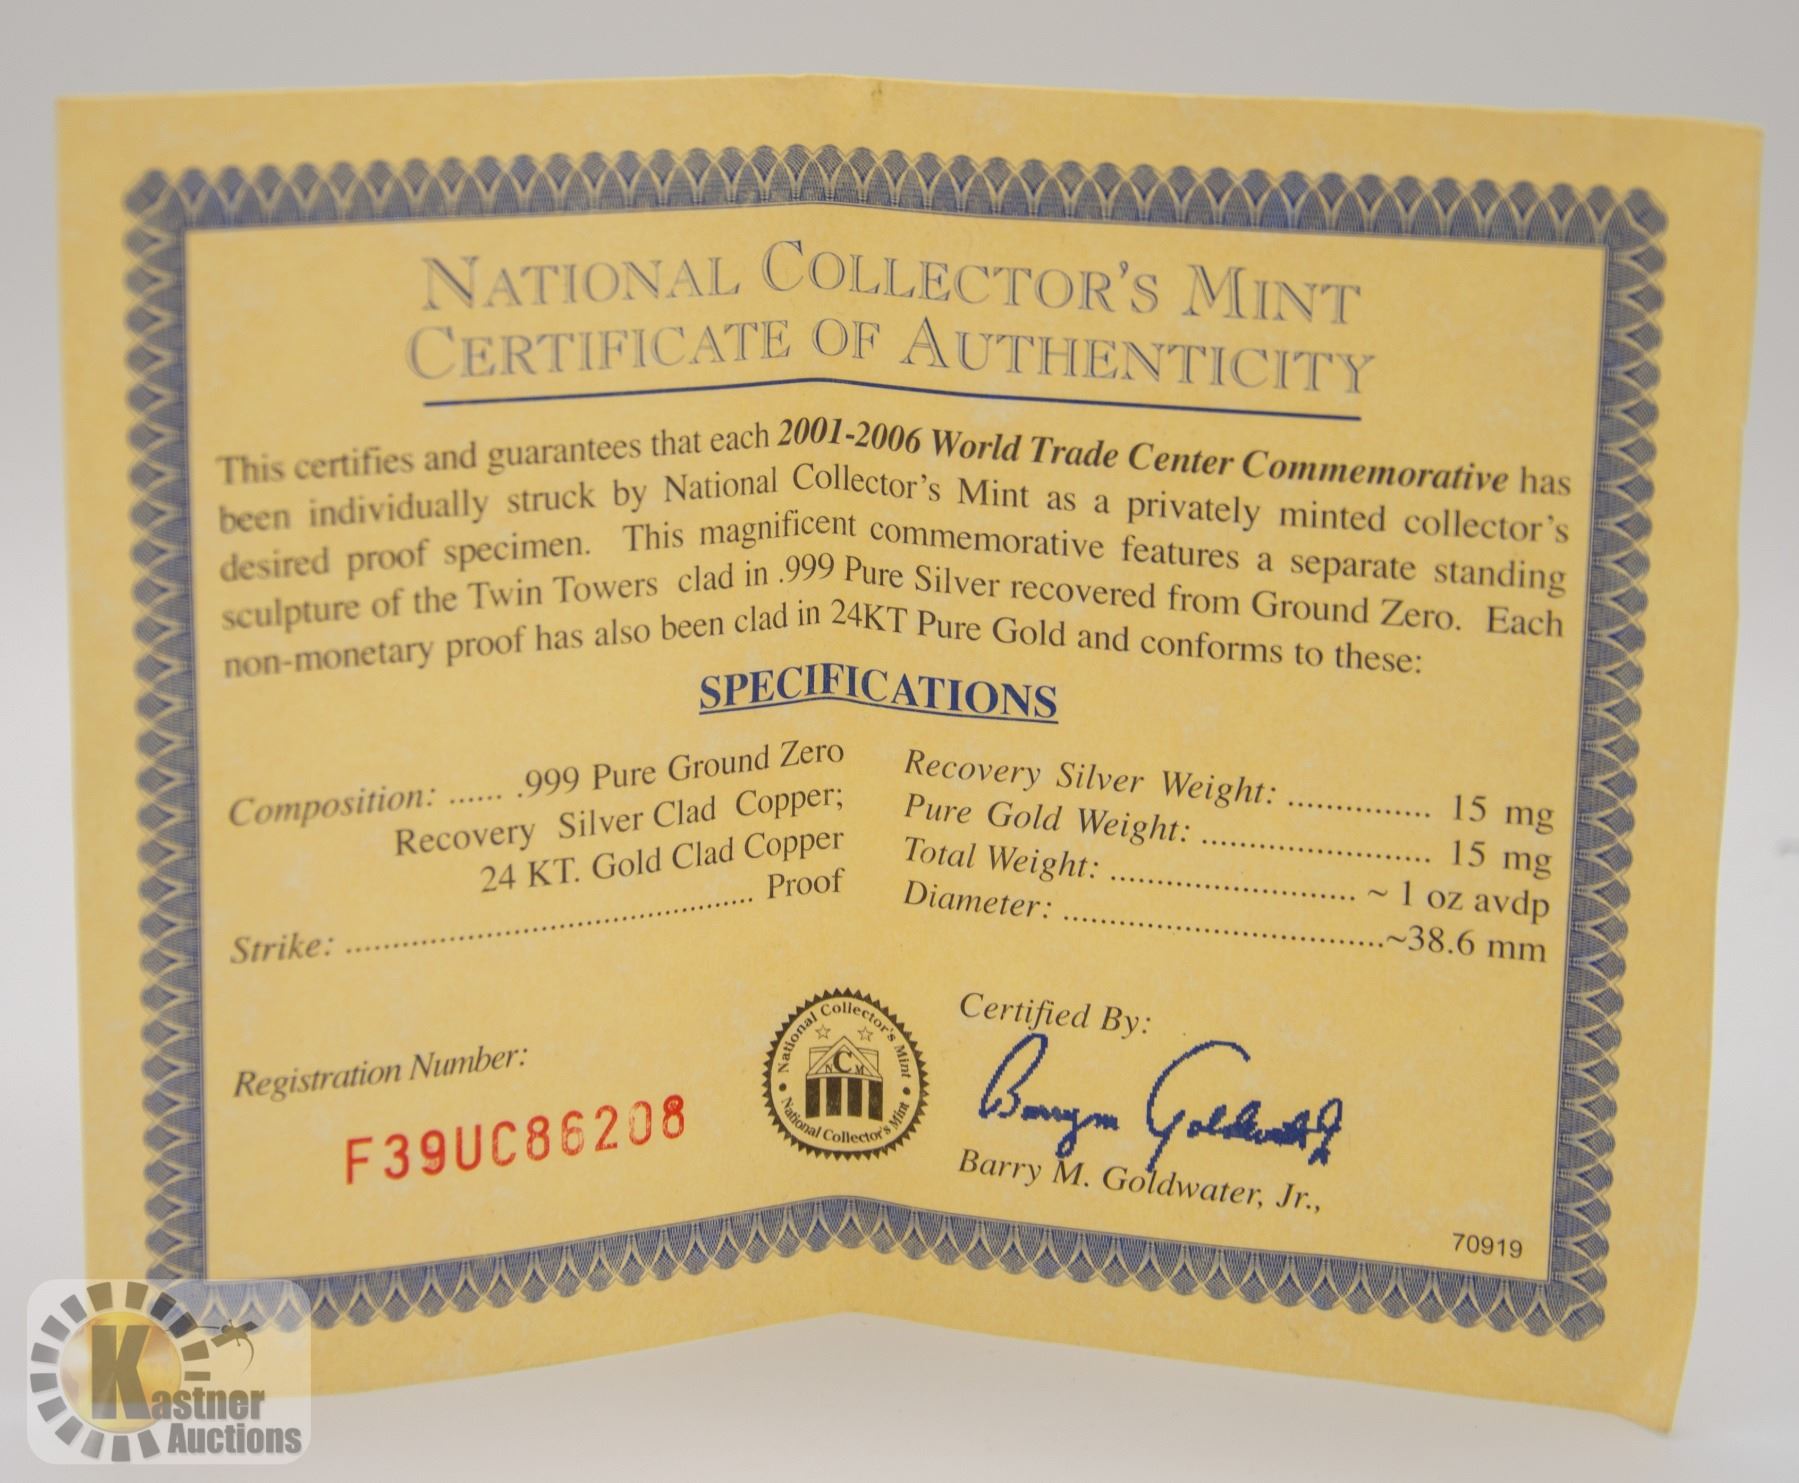 NATIONAL COLLECTOR'S MINT
CERTIFICATE OF AUTHENTICITY
This certifies and guarantees that each 2001-2006 World Trade Center Commemorative has
been individually struck by National Collector's Mint as a privately minted collector's
desired proof specimen. This magnificent commemorative features a separate standing
sculpture of the Twin Towers clad in .999 Pure Silver recovered from Ground Zero. Each
non-monetary proof has also been clad in 24KT Pure Gold and conforms to these:
SPECIFICATIONS
Composition: ...... .999 Pure Ground Zero
Recovery Silver Clad Copper;
24 KT. Gold Clad Copper
Strike: ............................................ Proof
Recovery Silver Weight: ............... 15 mg
Pure Gold Weight: ........................ 15 mg
Total Weight: .......................... ~ 1 oz avdp
Diameter: ..................................~38.6 mm
Registration Number:
F39UC86208
National Collector's Mint
NCM
National Collector's Mint
Certified By:
Barry M. Goldwater Jr
Barry M. Goldwater, Jr.,
70919
Kastner
Auctions